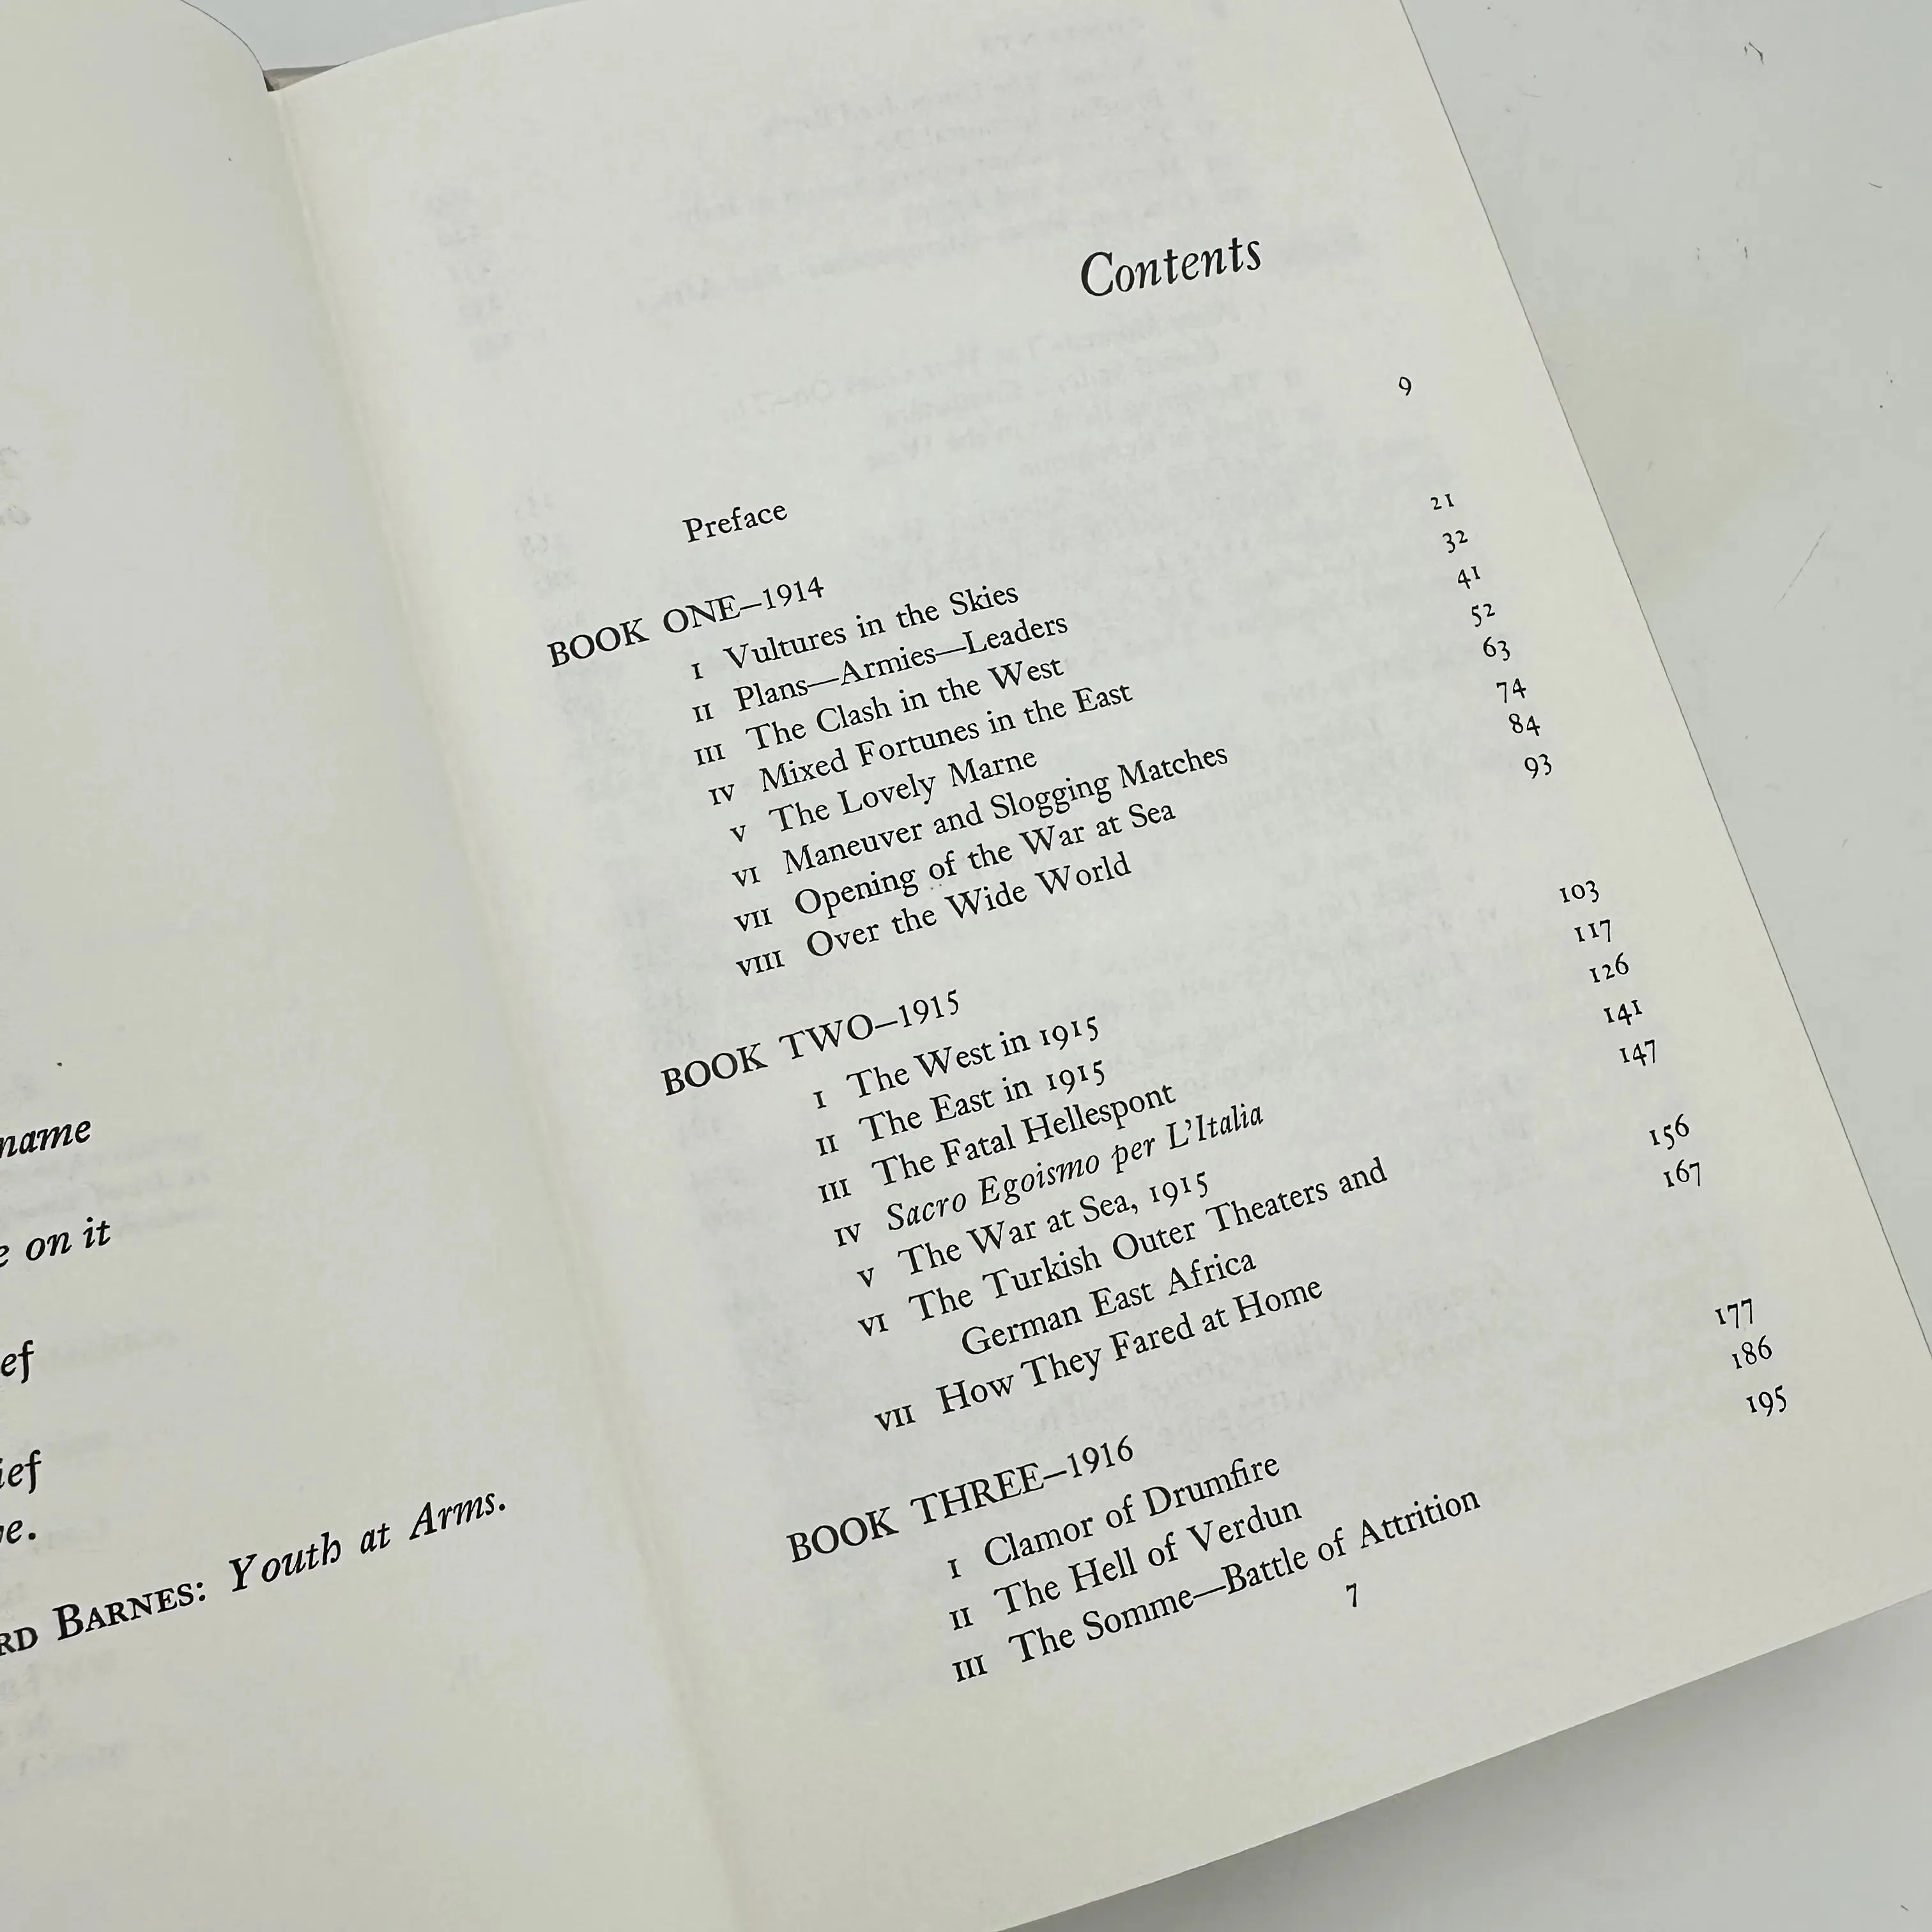 name
on it
ef
ief
e.
RD BARNES: Youth at Arms.
Contents
Preface 9
BOOK ONE—1914
I Vultures in the Skies 21
II Plans—Armies—Leaders 32
III The Clash in the West 41
IV Mixed Fortunes in the East 52
V The Lovely Marne 63
VI Maneuver and Slogging Matches 74
VII Opening of the War at Sea 84
VIII Over the Wide World 93
BOOK TWO—1915
I The West in 1915 103
II The East in 1915 117
III The Fatal Hellespont 126
IV Sacro Egoismo per L'Italia 141
V The War at Sea, 1915 147
VI The Turkish Outer Theaters and
German East Africa 156
VII How They Fared at Home 167
BOOK THREE—1916
I Clamor of Drumfire 177
II The Hell of Verdun 186
III The Somme—Battle of Attrition 195
7